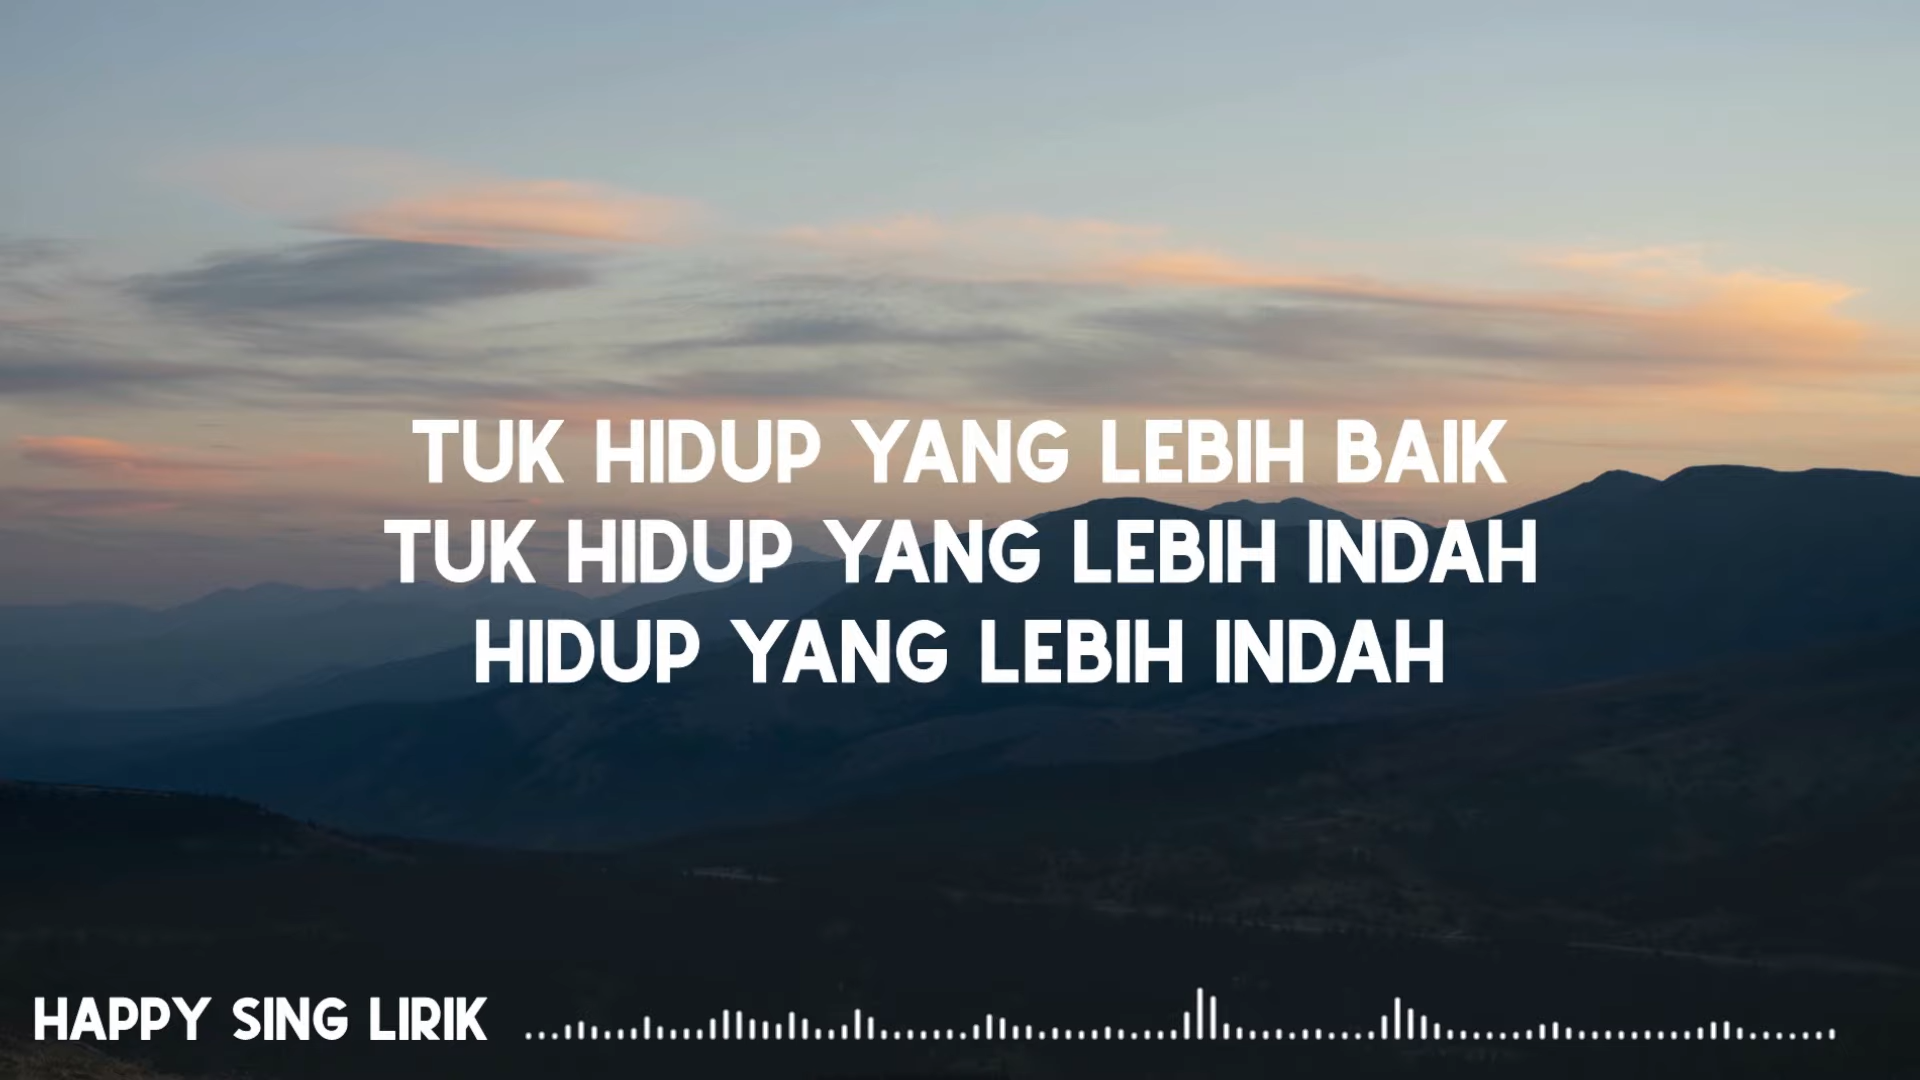 TUK HIDUP YANG LEBIH BAIK
TUK HIDUP YANG LEBIH INDAH
HIDUP YANG LEBIH INDAH
HAPPY SING LIRIK